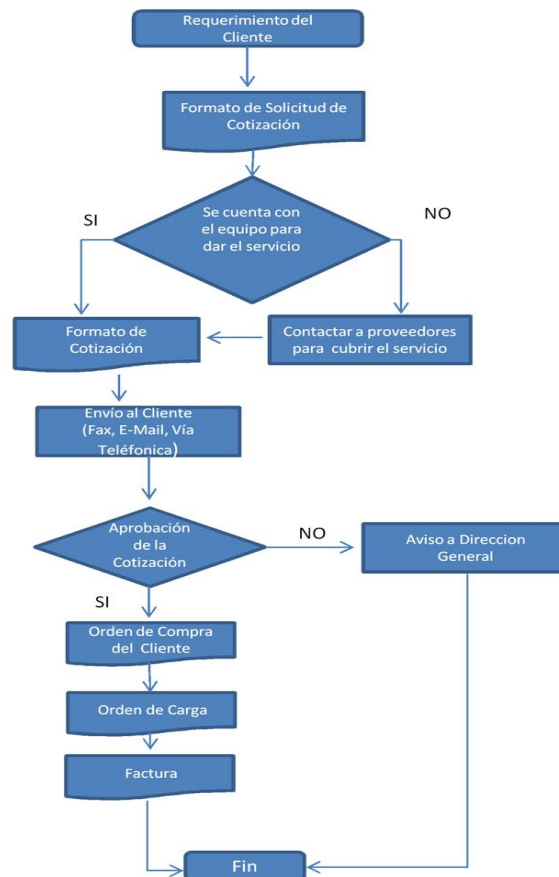 Requerimiento del
Cliente
Formato de Solicitud de
Cotización
SI
Se cuenta con
el equipo para
dar el servicio
NO
Formato de
Cotización
Contactar a proveedores
para cubrir el servicio
Envío al Cliente
(Fax, E-Mail, Vía
Teléfonica)
Aprobación
de la
Cotización
NO
Aviso a Direccion
General
SI
Orden de Compra
del Cliente
Orden de Carga
Factura
Fin